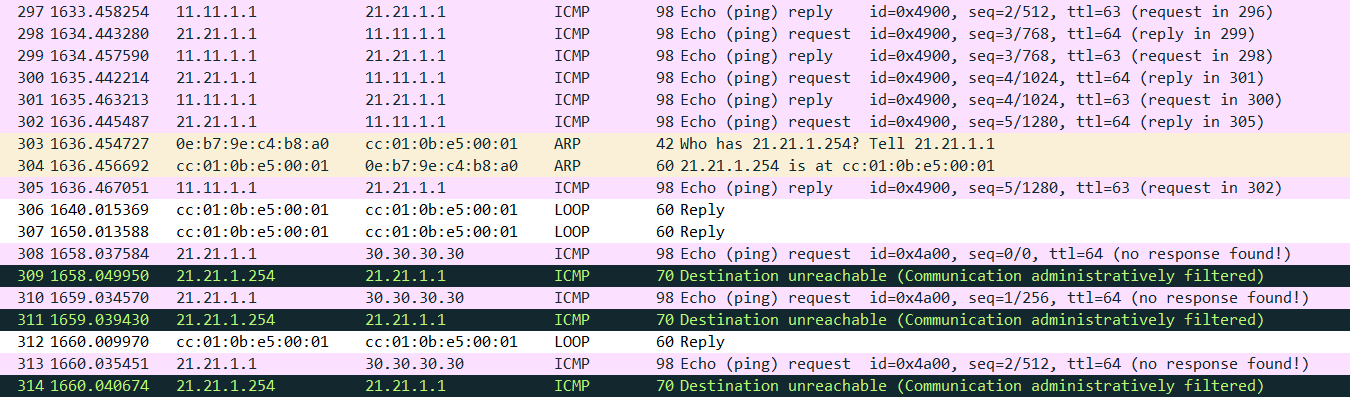 297 1633.458254 11.11.1.1 21.21.1.1 ICMP 98 Echo (ping) reply id=0x4900, seq=2/512, ttl=63 (request in 296)
298 1634.443280 21.21.1.1 11.11.1.1 ICMP 98 Echo (ping) request id=0x4900, seq=3/768, ttl=64 (reply in 299)
299 1634.457590 11.11.1.1 21.21.1.1 ICMP 98 Echo (ping) reply id=0x4900, seq=3/768, ttl=63 (request in 298)
300 1635.442214 21.21.1.1 11.11.1.1 ICMP 98 Echo (ping) request id=0x4900, seq=4/1024, ttl=64 (reply in 301)
301 1635.463213 11.11.1.1 21.21.1.1 ICMP 98 Echo (ping) reply id=0x4900, seq=4/1024, ttl=63 (request in 300)
302 1636.445487 21.21.1.1 11.11.1.1 ICMP 98 Echo (ping) request id=0x4900, seq=5/1280, ttl=64 (reply in 305)
303 1636.454727 0e:b7:9e:c4:b8:a0 cc:01:0b:e5:00:01 ARP 42 Who has 21.21.1.254? Tell 21.21.1.1
304 1636.456692 cc:01:0b:e5:00:01 0e:b7:9e:c4:b8:a0 ARP 60 21.21.1.254 is at cc:01:0b:e5:00:01
305 1636.467051 11.11.1.1 21.21.1.1 ICMP 98 Echo (ping) reply id=0x4900, seq=5/1280, ttl=63 (request in 302)
306 1640.015369 cc:01:0b:e5:00:01 cc:01:0b:e5:00:01 LOOP 60 Reply
307 1650.013588 cc:01:0b:e5:00:01 cc:01:0b:e5:00:01 LOOP 60 Reply
308 1658.037584 21.21.1.1 30.30.30.30 ICMP 98 Echo (ping) request id=0x4a00, seq=0/0, ttl=64 (no response found!)
309 1658.049950 21.21.1.254 21.21.1.1 ICMP 70 Destination unreachable (Communication administratively filtered)
310 1659.034570 21.21.1.1 30.30.30.30 ICMP 98 Echo (ping) request id=0x4a00, seq=1/256, ttl=64 (no response found!)
311 1659.039430 21.21.1.254 21.21.1.1 ICMP 70 Destination unreachable (Communication administratively filtered)
312 1660.009970 cc:01:0b:e5:00:01 cc:01:0b:e5:00:01 LOOP 60 Reply
313 1660.035451 21.21.1.1 30.30.30.30 ICMP 98 Echo (ping) request id=0x4a00, seq=2/512, ttl=64 (no response found!)
314 1660.040674 21.21.1.254 21.21.1.1 ICMP 70 Destination unreachable (Communication administratively filtered)